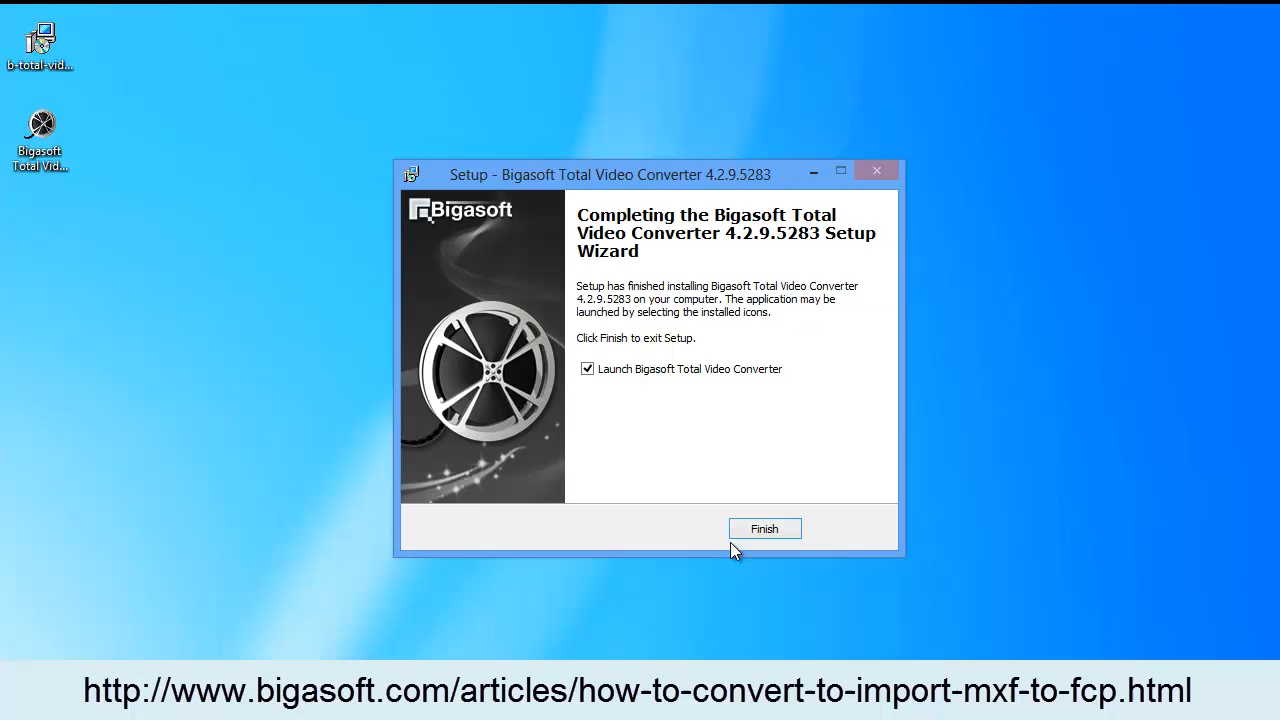 b-total-vid...
Bigasoft
Total Vid...
Setup - Bigasoft Total Video Converter 4.2.9.5283
Bigasoft
Completing the Bigasoft Total
Video Converter 4.2.9.5283 Setup
Wizard
Setup has finished installing Bigasoft Total Video Converter
4.2.9.5283 on your computer. The application may be
launched by selecting the installed icons.
Click Finish to exit Setup.
Launch Bigasoft Total Video Converter
Finish
http://www.bigasoft.com/articles/how-to-convert-to-import-mxf-to-fcp.html